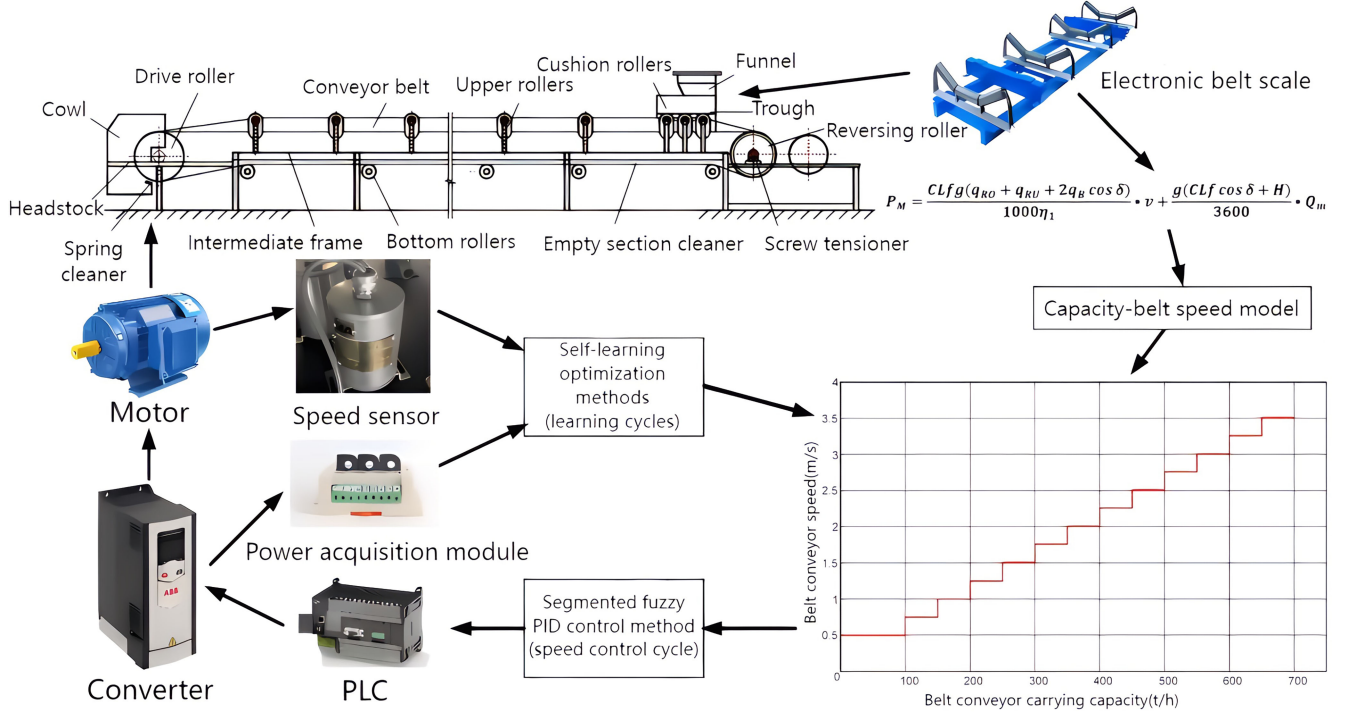 Drive roller
Cowl
Conveyor belt
Upper rollers
Cushion rollers
Funnel
Trough
Reversing roller
Electronic belt scale
Headstock
Spring
cleaner
Intermediate frame
Bottom rollers
Empty section cleaner
Screw tensioner
P_M = CLfg(q_RO + q_RU + 2q_B cos δ) / 1000η_1 • v + g(CLf cos δ + H) / 3600 • Q_m
Capacity-belt speed model
Motor
Speed sensor
Self-learning
optimization
methods
(learning cycles)
Power acquisition module
ABB
Converter
PLC
Segmented fuzzy
PID control method
(speed control cycle)
Belt conveyor speed(m/s)
4
3.5
3
2.5
2
1.5
1
0.5
0
100
200
300
400
500
600
700
Belt conveyor carrying capacity(t/h)